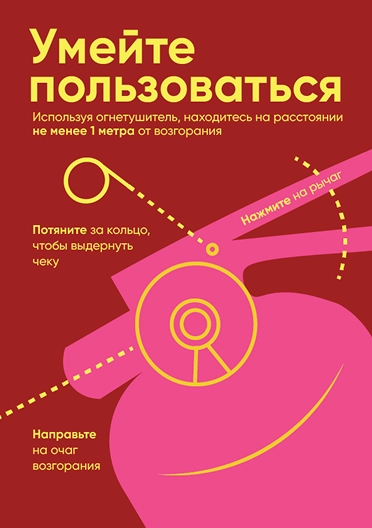 Умейте
пользоваться
Используя огнетушитель, находитесь на расстоянии
не менее 1 метра от возгорания
Нажмите на рычаг
Потяните за кольцо,
чтобы выдернуть
чеку
Направьте
на очаг
возгорания